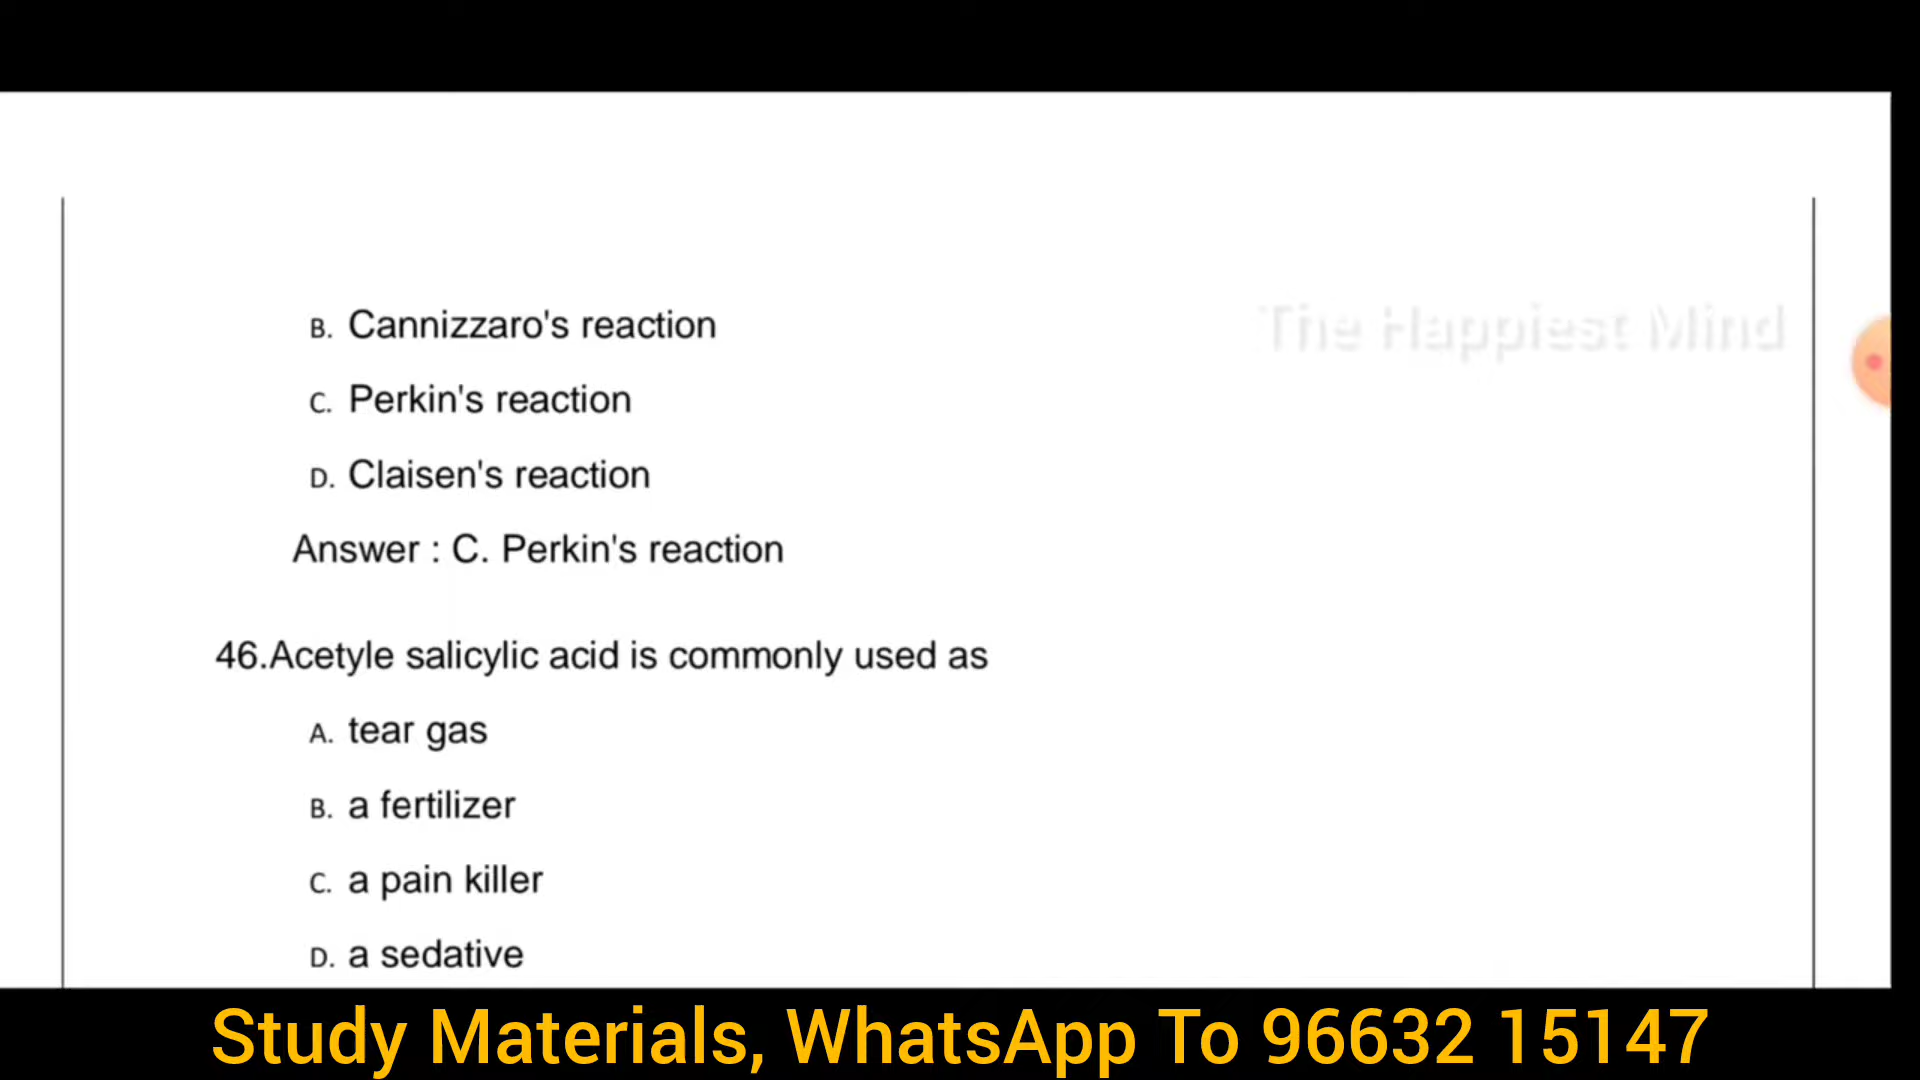 B. Cannizzaro's reaction
The Happiest Mind
C. Perkin's reaction
D. Claisen's reaction
Answer : C. Perkin's reaction
46.Acetyle salicylic acid is commonly used as
A. tear gas
B. a fertilizer
C. a pain killer
D. a sedative
Study Materials, WhatsApp To 96632 15147